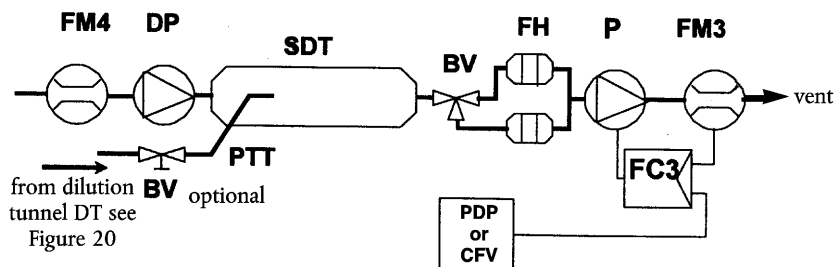 FM4
DP
SDT
BV
FH
P
FM3
vent
PTT
from dilution
tunnel DT see
Figure 20
BV
optional
FC3
PDP
or
CFV